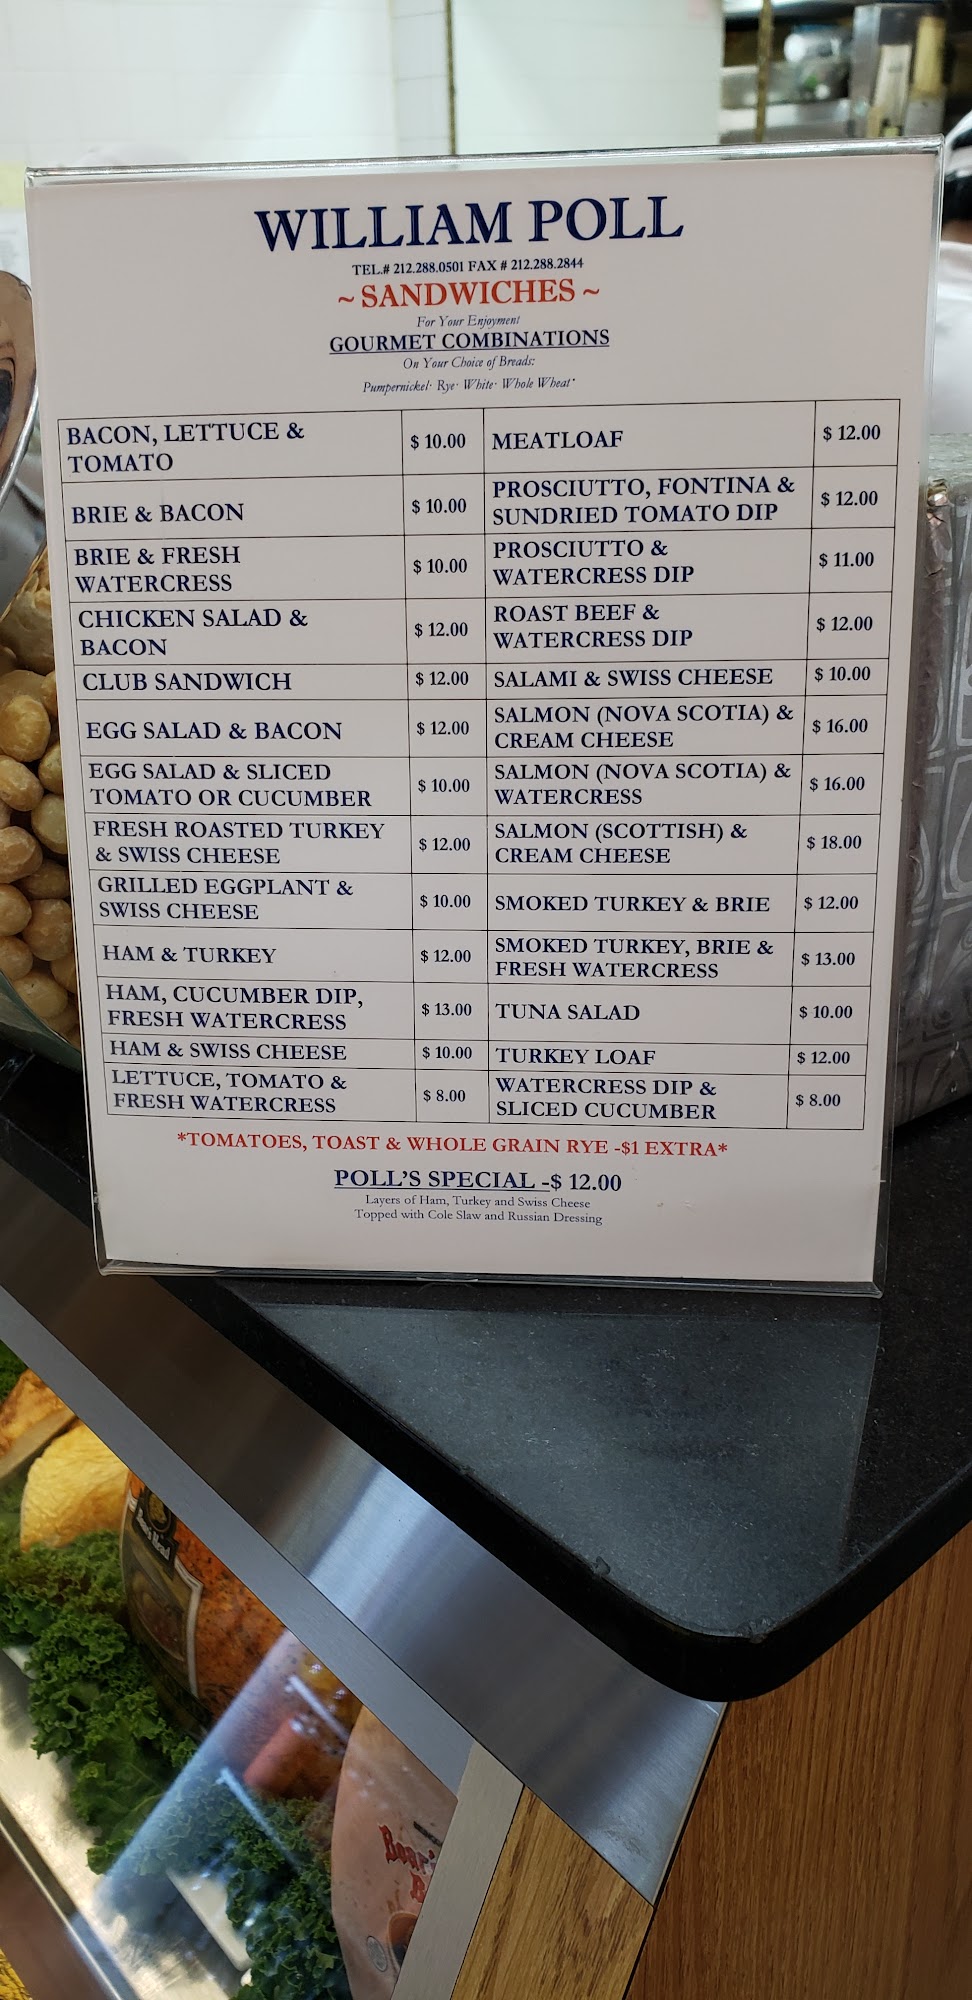 WILLIAM POLL
TEL.# 212.288.0501 FAX # 212.288.2844
~ SANDWICHES ~
For Your Enjoyment
GOURMET COMBINATIONS
On Your Choice of Breads:
Pumpernickel· Rye· White· Whole Wheat·
BACON, LETTUCE &
TOMATO
$ 10.00
BRIE & BACON
$ 10.00
BRIE & FRESH
WATERCRESS
$ 10.00
CHICKEN SALAD &
BACON
$ 12.00
CLUB SANDWICH
$ 12.00
EGG SALAD & BACON
$ 12.00
EGG SALAD & SLICED
TOMATO OR CUCUMBER
$ 10.00
FRESH ROASTED TURKEY
& SWISS CHEESE
$ 12.00
GRILLED EGGPLANT &
SWISS CHEESE
$ 10.00
HAM & TURKEY
$ 12.00
HAM, CUCUMBER DIP,
FRESH WATERCRESS
$ 13.00
HAM & SWISS CHEESE
$ 10.00
LETTUCE, TOMATO &
FRESH WATERCRESS
$ 8.00
MEATLOAF
$ 12.00
PROSCIUTTO, FONTINA &
SUNDRIED TOMATO DIP
$ 12.00
PROSCIUTTO &
WATERCRESS DIP
$ 11.00
ROAST BEEF &
WATERCRESS DIP
$ 12.00
SALAMI & SWISS CHEESE
$ 10.00
SALMON (NOVA SCOTIA) &
CREAM CHEESE
$ 16.00
SALMON (NOVA SCOTIA) &
WATERCRESS
$ 16.00
SALMON (SCOTTISH) &
CREAM CHEESE
$ 18.00
SMOKED TURKEY & BRIE
$ 12.00
SMOKED TURKEY, BRIE &
FRESH WATERCRESS
$ 13.00
TUNA SALAD
$ 10.00
TURKEY LOAF
$ 12.00
WATERCRESS DIP &
SLICED CUCUMBER
$ 8.00
*TOMATOES, TOAST & WHOLE GRAIN RYE -$1 EXTRA*
POLL'S SPECIAL -$ 12.00
Layers of Ham, Turkey and Swiss Cheese
Topped with Cole Slaw and Russian Dressing
Boar's Head
Boar's